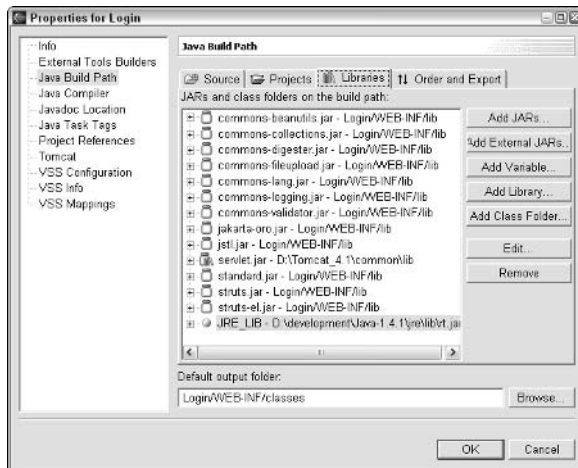 Properties for Login
Info
External Tools Builders
Java Build Path
Java Compiler
Javadoc Location
Java Task Tags
Project References
Tomcat
VSS Configuration
VSS Info
VSS Mappings
Java Build Path
Source
Projects
Libraries
Order and Export
JARs and class folders on the build path:
commons-beanutils.jar - Login/WEB-INF/lib
commons-collections.jar - Login/WEB-INF/lib
commons-digester.jar - Login/WEB-INF/lib
commons-fileupload.jar - Login/WEB-INF/lib
commons-lang.jar - Login/WEB-INF/lib
commons-logging.jar - Login/WEB-INF/lib
commons-validator.jar - Login/WEB-INF/lib
jakarta-oro.jar - Login/WEB-INF/lib
jstl.jar - Login/WEB-INF/lib
servlet.jar - D:\Tomcat_4.1\common\lib
standard.jar - Login/WEB-INF/lib
struts.jar - Login/WEB-INF/lib
struts-el.jar - Login/WEB-INF/lib
JRE_LIB - D:\development\Java-1.4.1\jre\lib\rt.jar
Add JARs...
Add External JARs...
Add Variable...
Add Library...
Add Class Folder...
Edit...
Remove
Default output folder:
Login/WEB-INF/classes
Browse...
OK
Cancel